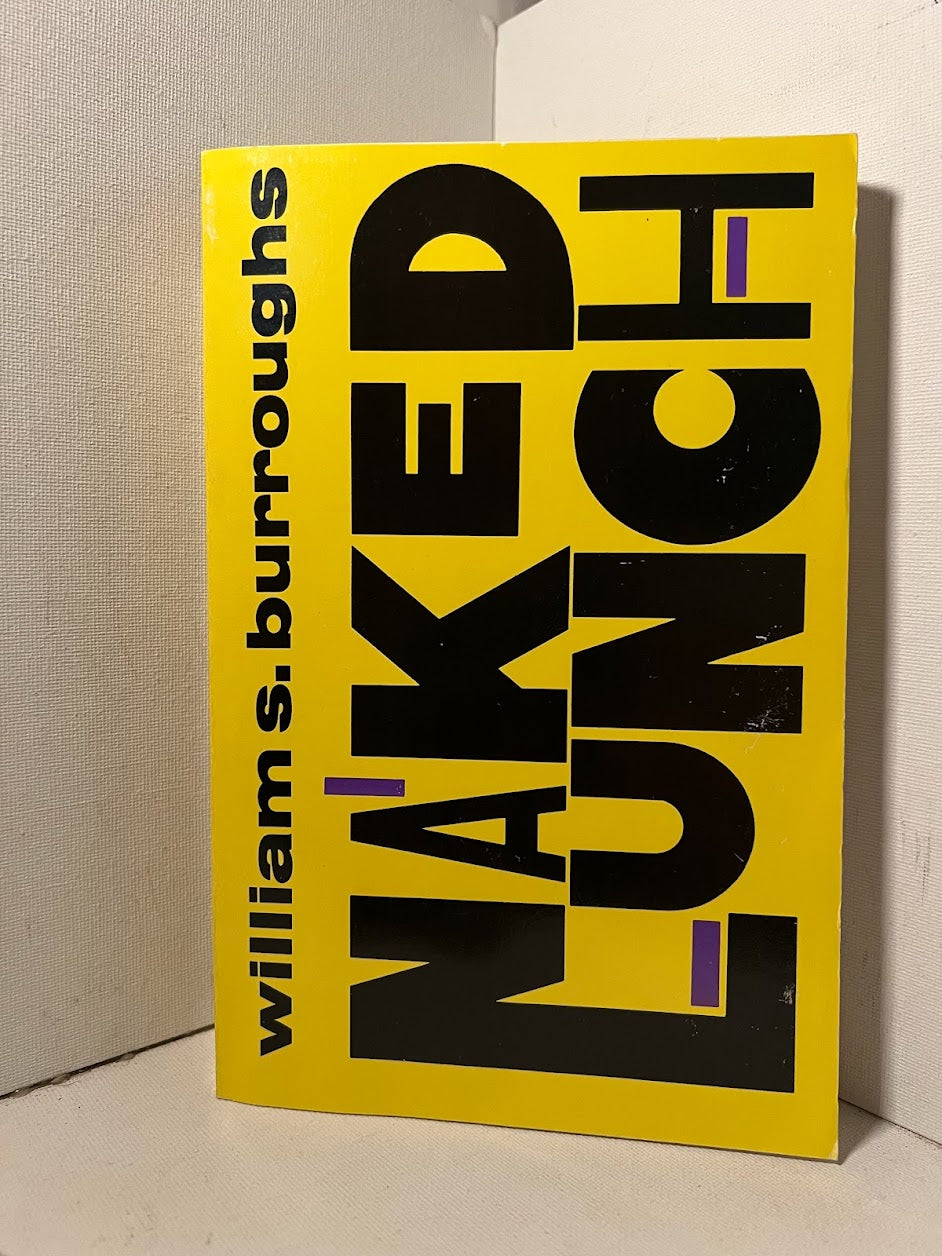 william s. burroughs
NAKED
LUNCH